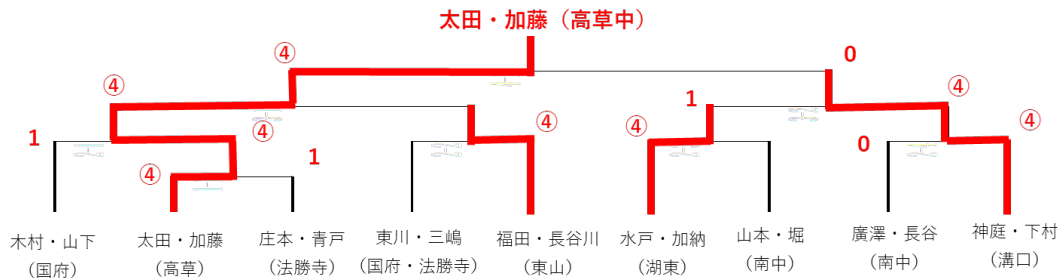 太田・加藤（高草中）
④
0
④
1
④
1
④
④
④
④
1
0
④
木村・山下
（国府）
太田・加藤
（高草）
庄本・青戸
（法勝寺）
東川・三嶋
（国府・法勝寺）
福田・長谷川
（東山）
水戸・加納
（湖東）
山本・堀
（南中）
廣澤・長谷
（南中）
神庭・下村
（溝口）